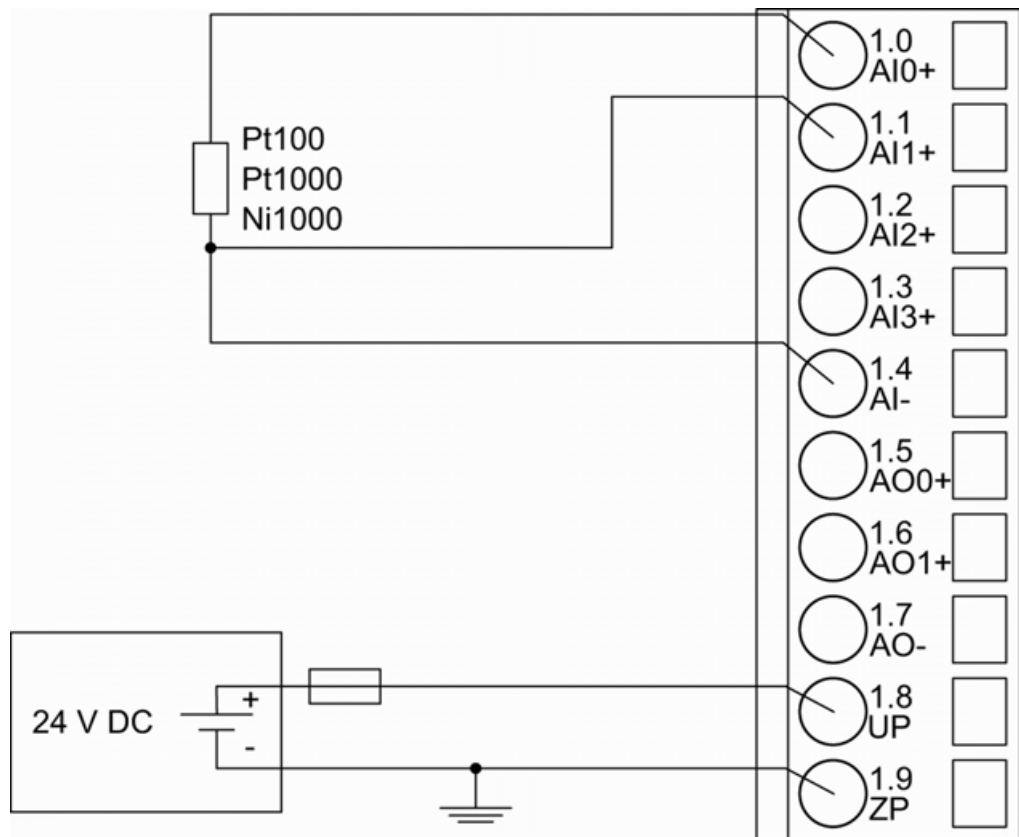 1.0
AI0+
Pt100
1.1
Pt1000
AI1+
Ni1000
1.2
AI2+
1.3
AI3+
1.4
AI-
1.5
AO0+
1.6
AO1+
1.7
AO-
24 V DC
+
-
1.8
UP
1.9
ZP